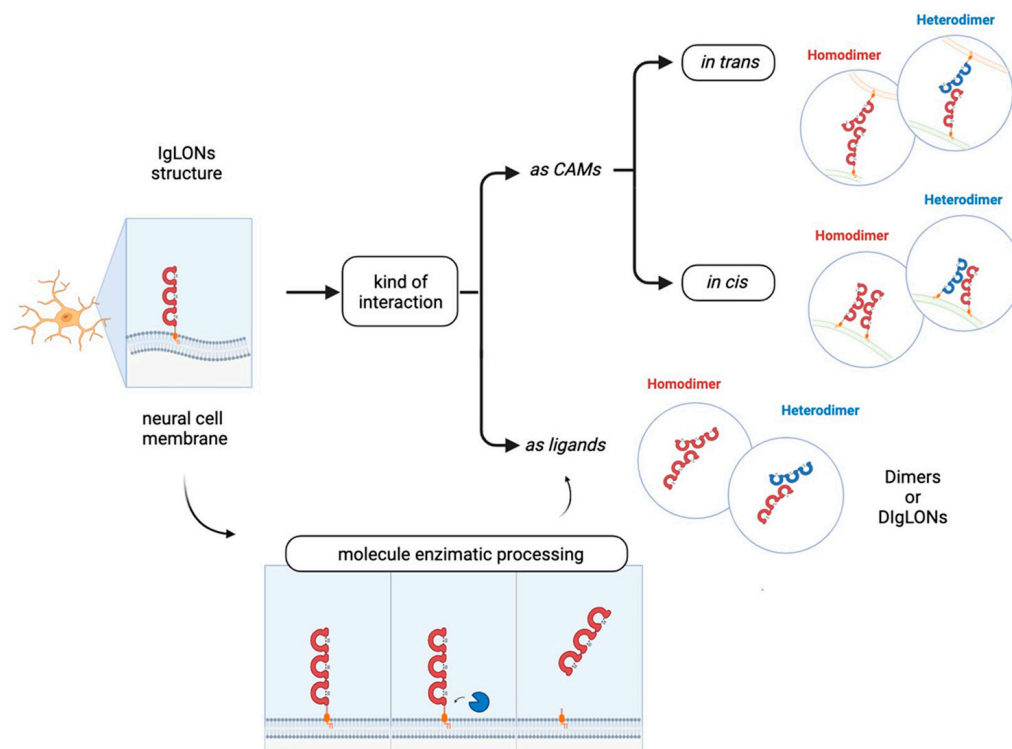 Heterodimer
Homodimer
in trans
IgLONs
structure
as CAMs
kind of
interaction
Heterodimer
Homodimer
in cis
neural cell
membrane
Homodimer
Heterodimer
as ligands
Dimers
or
DIgLONs
molecule enzimatic processing